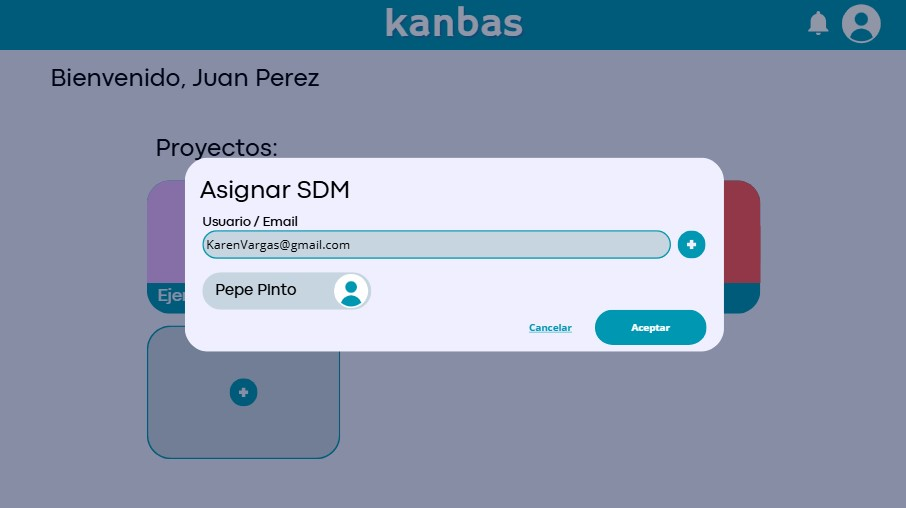 kanbas
Bienvenido, Juan Perez
Proyectos:
Asignar SDM
Usuario / Email
KarenVargas@gmail.com
Pepe PInto
Cancelar
Aceptar